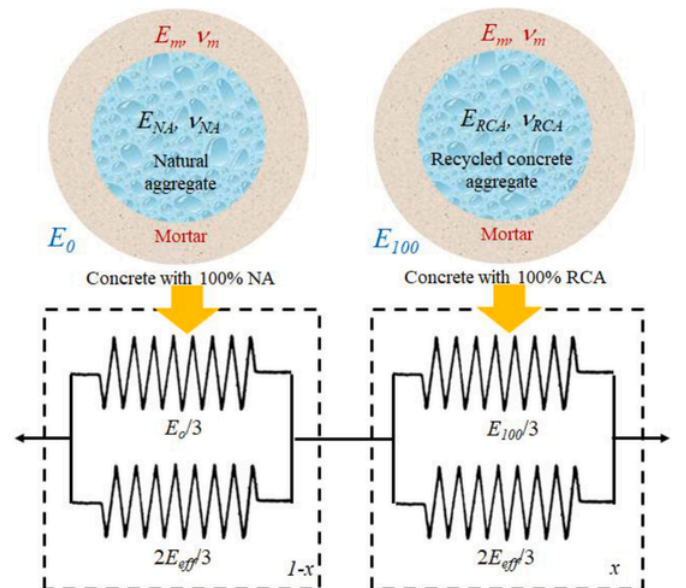 Em, νm
ENA, νNA
Natural
aggregate
E0
Mortar
Concrete with 100% NA
Em, νm
ERCA, νRCA
Recycled concrete
aggregate
E100
Mortar
Concrete with 100% RCA
Eo/3
2Eeff/3
1-x
E100/3
2Eeff/3
x